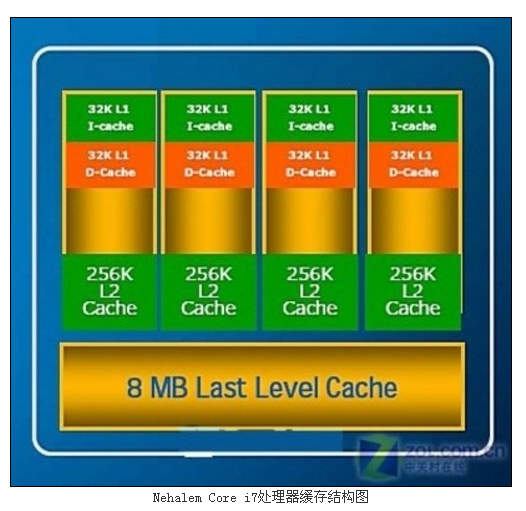 32K L1
I-cache
32K L1
I-cache
32K L1
I-cache
32K L1
I-cache
32K L1
D-Cache
32K L1
D-Cache
32K L1
D-Cache
32K L1
D-Cache
256K
L2
Cache
256K
L2
Cache
256K
L2
Cache
256K
L2
Cache
8 MB Last Level Cache
Z
zol.com.cn
中关村在线
Nehalem Core i7处理器缓存结构图